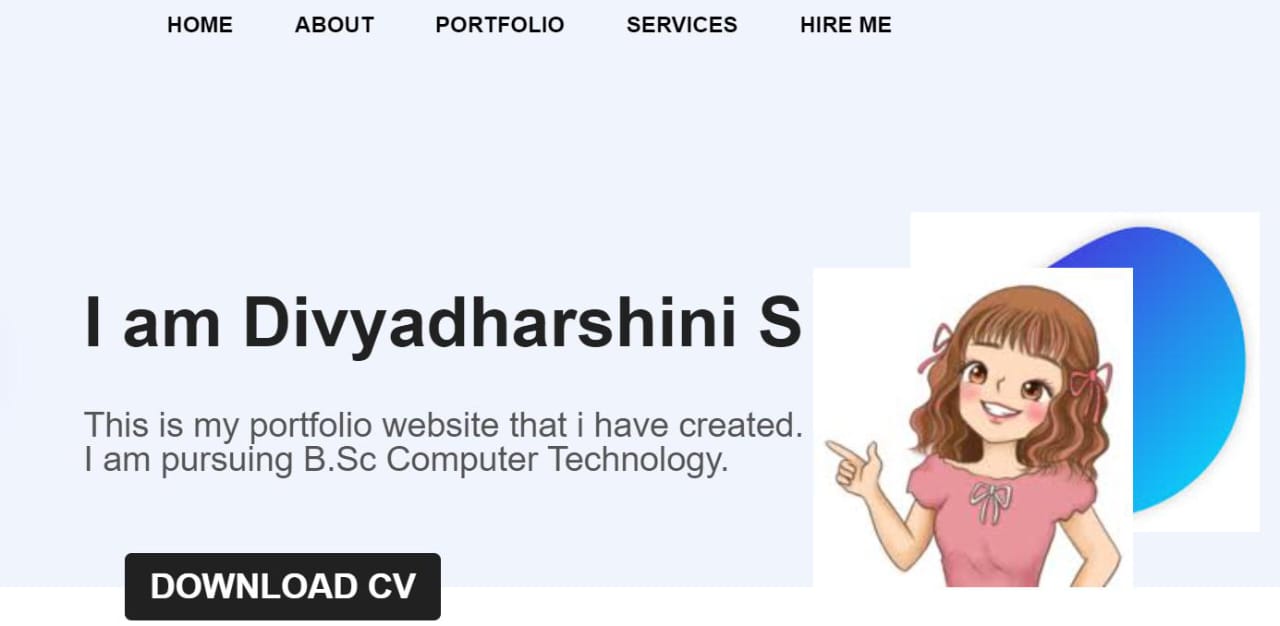 HOME ABOUT PORTFOLIO SERVICES HIRE ME
I am Divyadharshini S
This is my portfolio website that i have created.
I am pursuing B.Sc Computer Technology.
DOWNLOAD CV